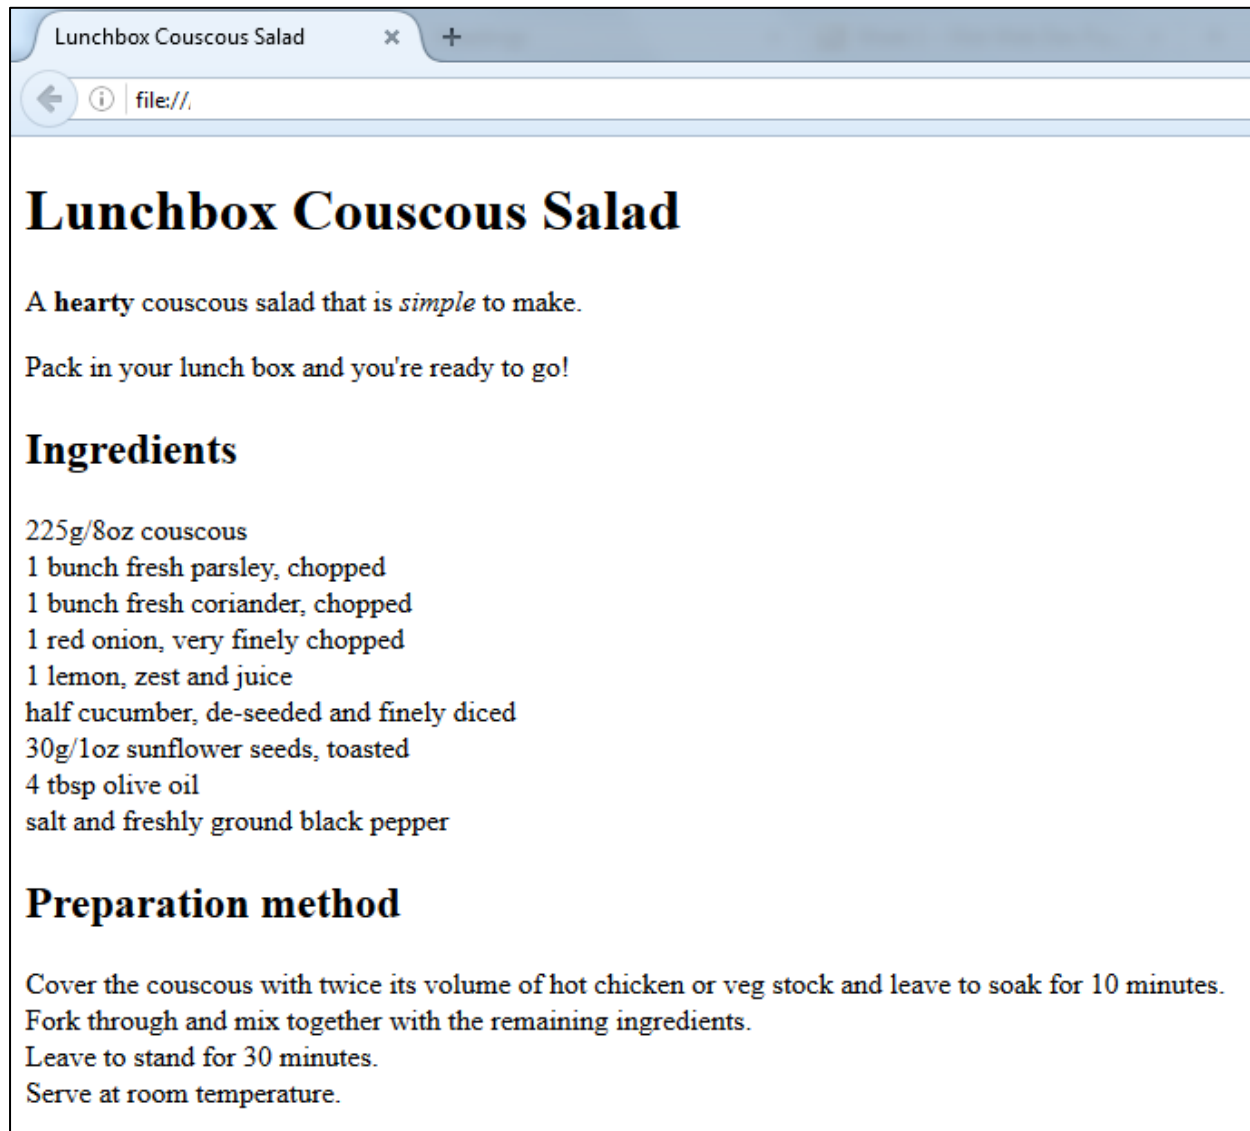 Lunchbox Couscous Salad
file://
Lunchbox Couscous Salad
A hearty couscous salad that is simple to make.
Pack in your lunch box and you're ready to go!
Ingredients
225g/8oz couscous
1 bunch fresh parsley, chopped
1 bunch fresh coriander, chopped
1 red onion, very finely chopped
1 lemon, zest and juice
half cucumber, de-seeded and finely diced
30g/1oz sunflower seeds, toasted
4 tbsp olive oil
salt and freshly ground black pepper
Preparation method
Cover the couscous with twice its volume of hot chicken or veg stock and leave to soak for 10 minutes.
Fork through and mix together with the remaining ingredients.
Leave to stand for 30 minutes.
Serve at room temperature.